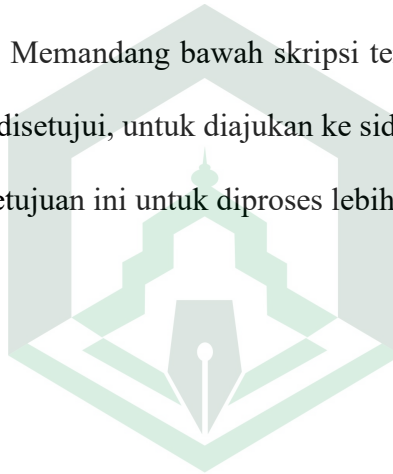 Memandang bawah skripsi te
disetujui, untuk diajukan ke sid
etujuan ini untuk diproses lebih